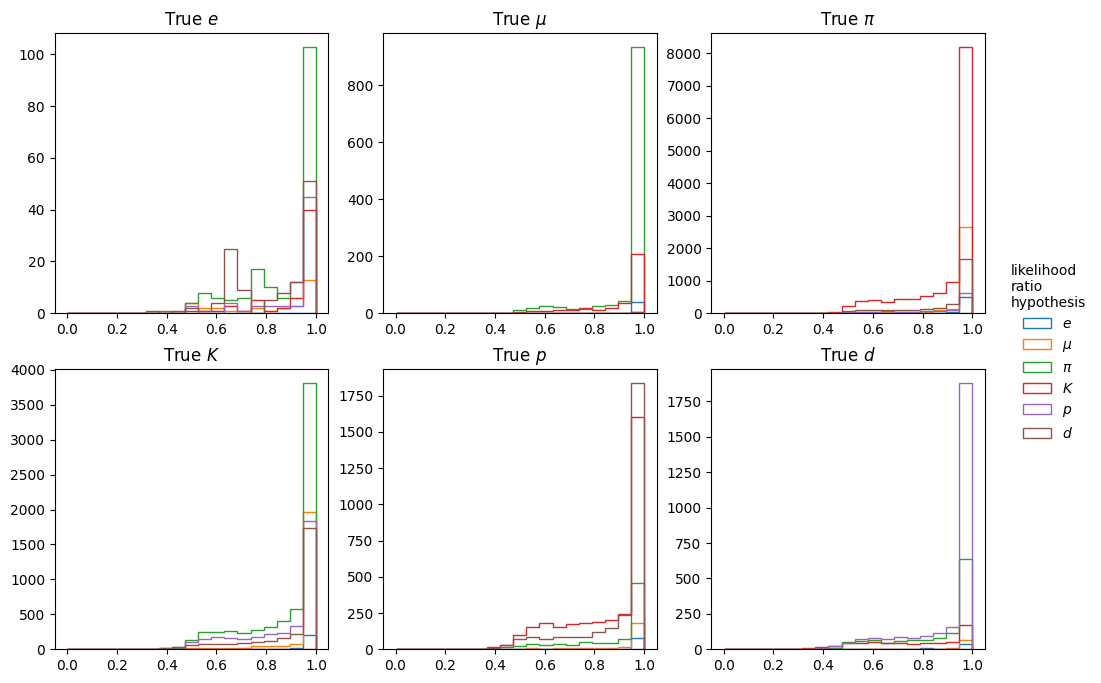 True e
True μ
True π
100
80
60
40
20
0
0.0 0.2 0.4 0.6 0.8 1.0
800
600
400
200
0
0.0 0.2 0.4 0.6 0.8 1.0
8000
7000
6000
5000
4000
3000
2000
1000
0
0.0 0.2 0.4 0.6 0.8 1.0
True K
True p
True d
4000
3500
3000
2500
2000
1500
1000
500
0
0.0 0.2 0.4 0.6 0.8 1.0
1750
1500
1250
1000
750
500
250
0
0.0 0.2 0.4 0.6 0.8 1.0
1750
1500
1250
1000
750
500
250
0
0.0 0.2 0.4 0.6 0.8 1.0
likelihood
ratio
hypothesis
e
μ
π
K
p
d